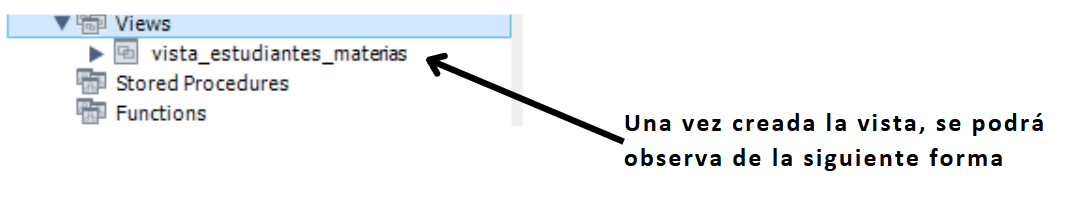 Views
vista_estudiantes_materias
Stored Procedures
Functions
Una vez creada la vista, se podrá
observa de la siguiente forma